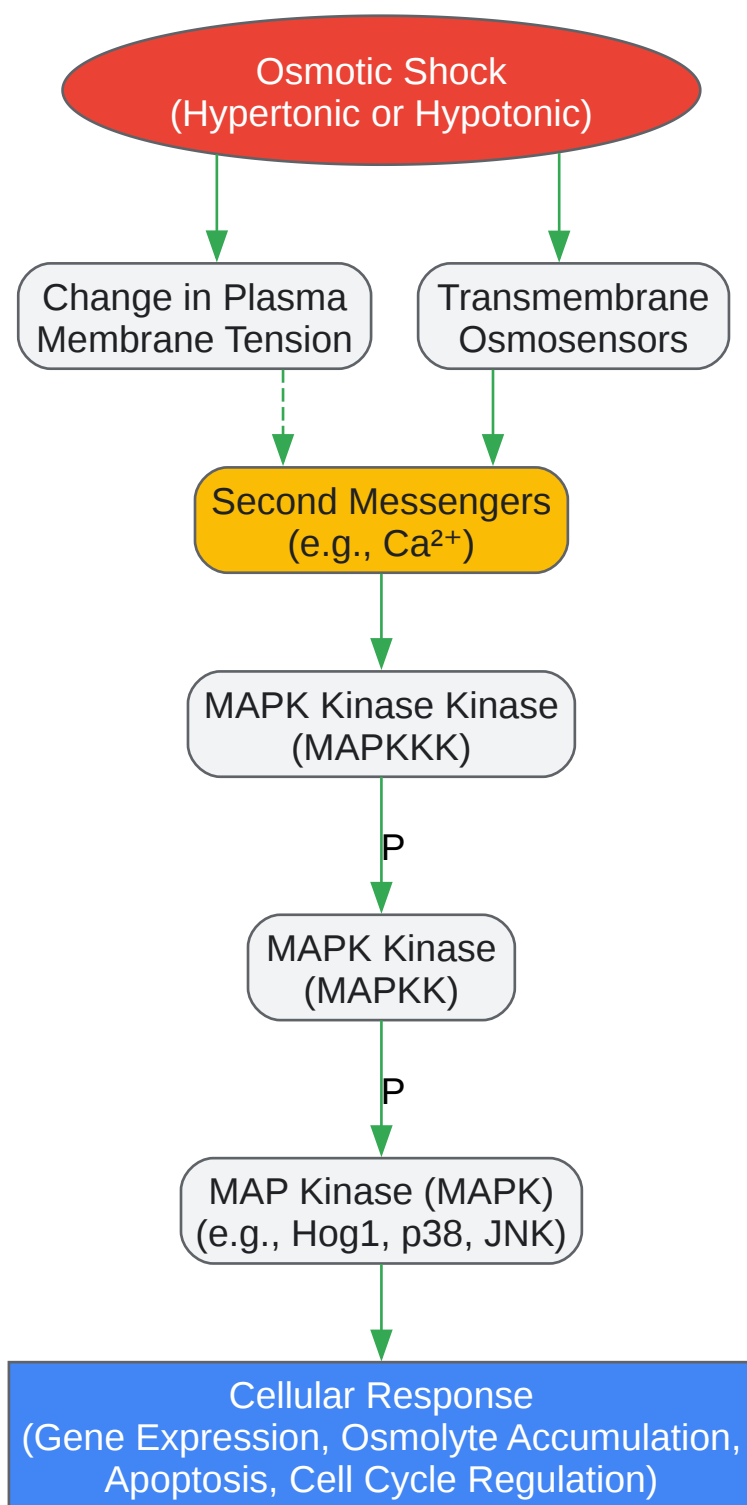 Osmotic Shock
(Hypertonic or Hypotonic)
Change in Plasma
Membrane Tension
Transmembrane
Osmosensors
Second Messengers
(e.g., Ca²⁺)
MAPK Kinase Kinase
(MAPKKK)
P
MAPK Kinase
(MAPKK)
P
MAP Kinase (MAPK)
(e.g., Hog1, p38, JNK)
Cellular Response
(Gene Expression, Osmolyte Accumulation,
Apoptosis, Cell Cycle Regulation)